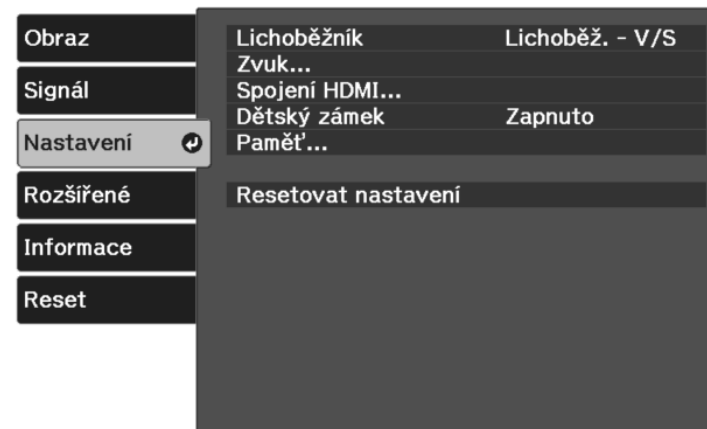 Obraz
Signál
Nastavení
Rozšířené
Informace
Reset
Lichoběžník Lichoběž. - V/S
Zvuk...
Spojení HDMI...
Dětský zámek Zapnuto
Paměť...
Resetovat nastavení